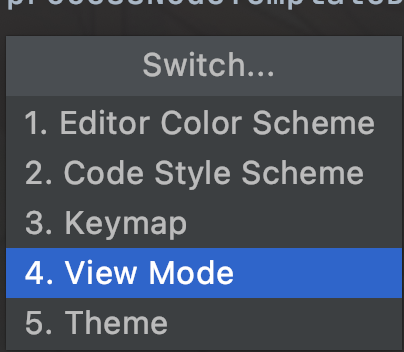 Switch...
1. Editor Color Scheme
2. Code Style Scheme
3. Keymap
4. View Mode
5. Theme